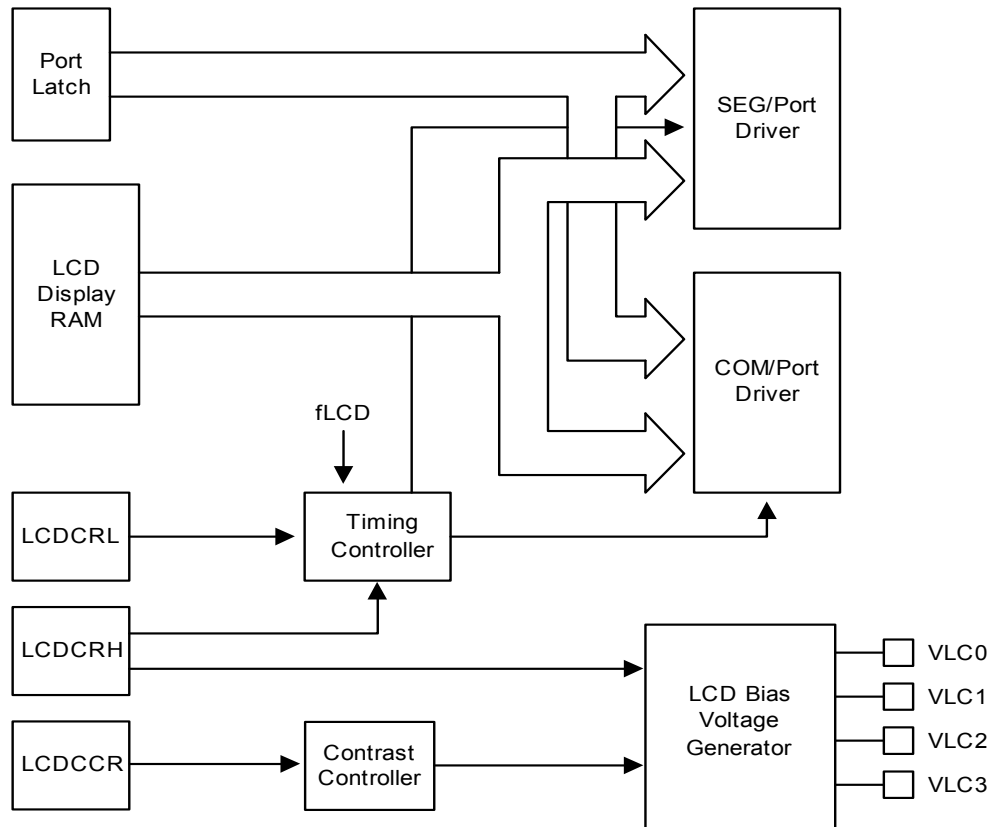 Port
Latch
SEG/Port
Driver
LCD
Display
RAM
COM/Port
Driver
fLCD
LCDCRL
Timing
Controller
LCDCRH
LCD Bias
Voltage
Generator
VLC0
VLC1
VLC2
VLC3
LCDCCR
Contrast
Controller